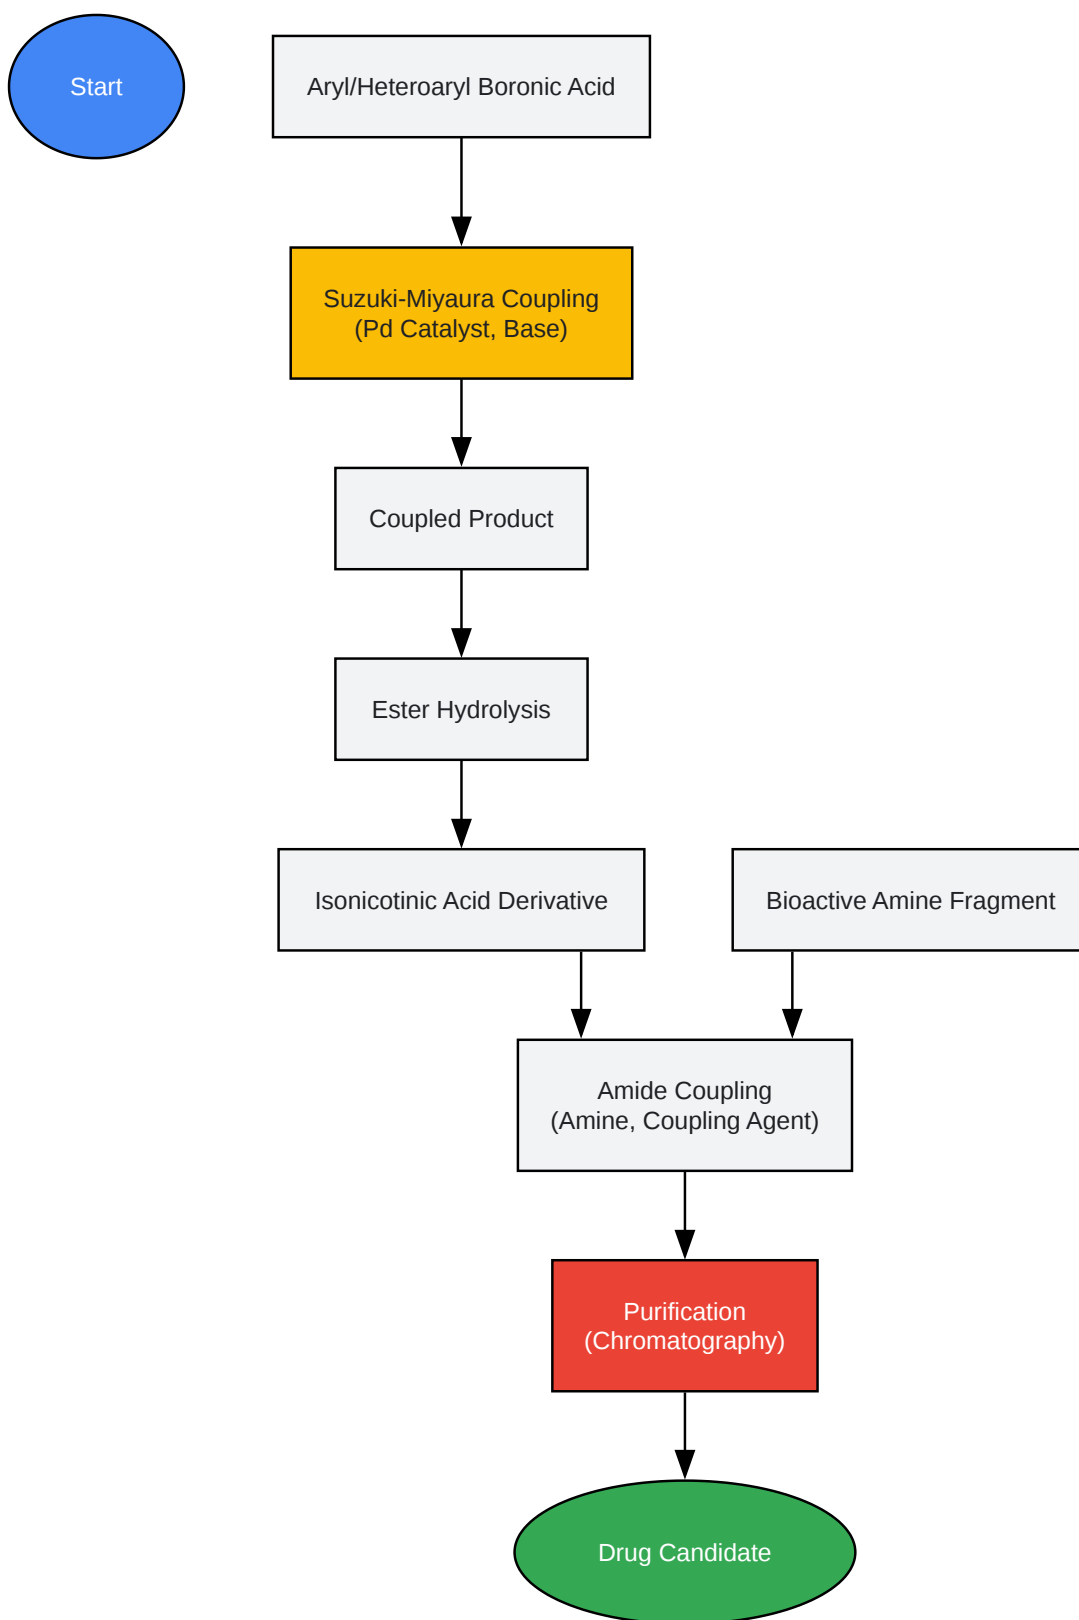 Start
Aryl/Heteroaryl Boronic Acid
Suzuki-Miyaura Coupling
(Pd Catalyst, Base)
Coupled Product
Ester Hydrolysis
Isonicotinic Acid Derivative
Bioactive Amine Fragment
Amide Coupling
(Amine, Coupling Agent)
Purification
(Chromatography)
Drug Candidate